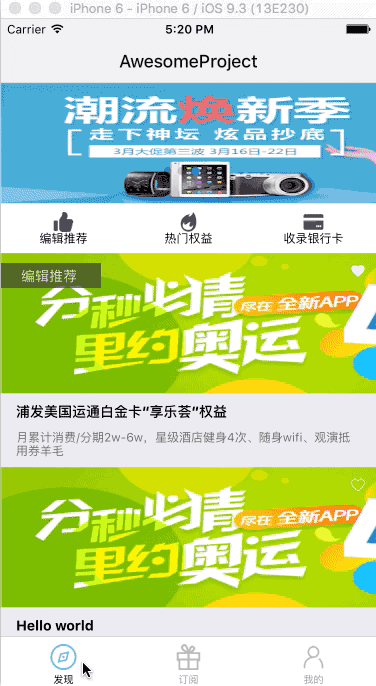 iPhone 6 - iPhone 6 / iOS 9.3 (13E230)
Carrier
5:20 PM
AwesomeProject
潮流焕新季
走下神坛 炫品抄底
3月大促第三波 3月16日-22日
编辑推荐
热门权益
收录银行卡
编辑推荐
分秒必猜
尽在 全新APP
里约奥运
浦发美国运通白金卡“享乐荟”权益
月累计消费/分期2w-6w，星级酒店健身4次、随身wifi、观演抵
用券羊毛
分秒必猜
尽在 全新APP
里约奥运
Hello world
发现
订阅
我的